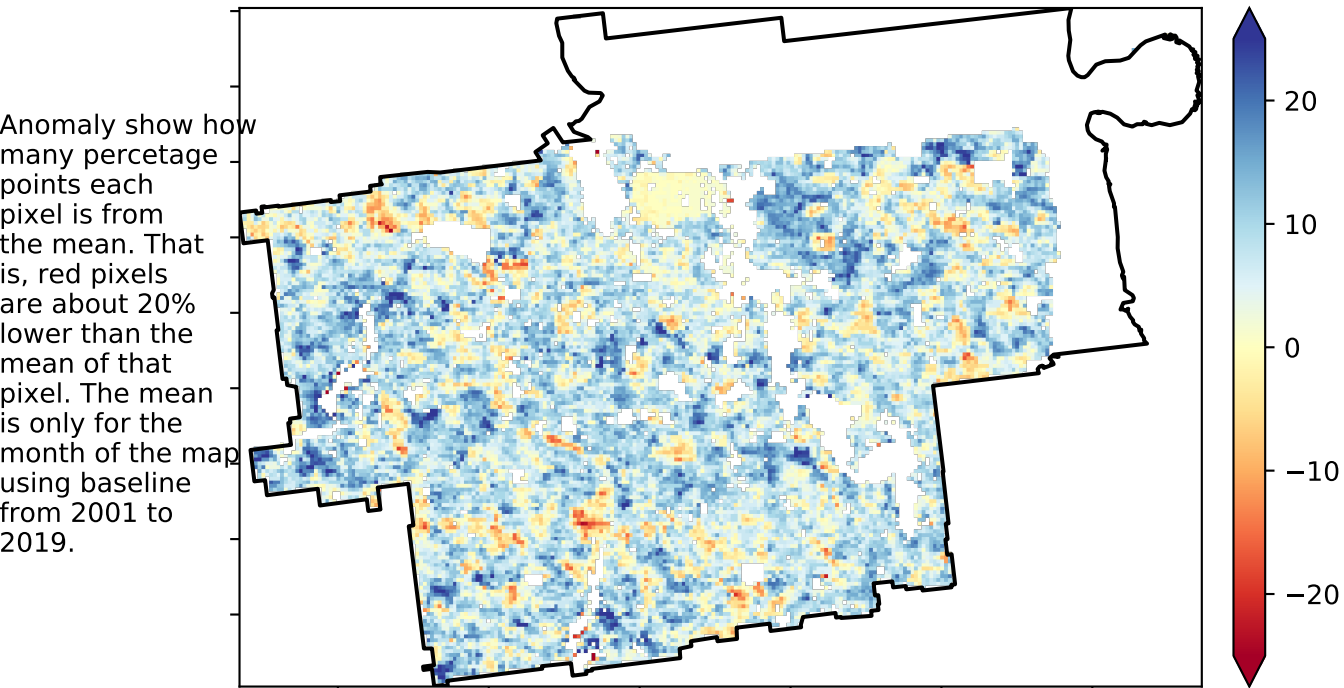 Anomaly show how
many percetage
points each
pixel is from
the mean. That
is, red pixels
are about 20%
lower than the
mean of that
pixel. The mean
is only for the
month of the map
using baseline
from 2001 to
2019.
20
10
0
−10
−20